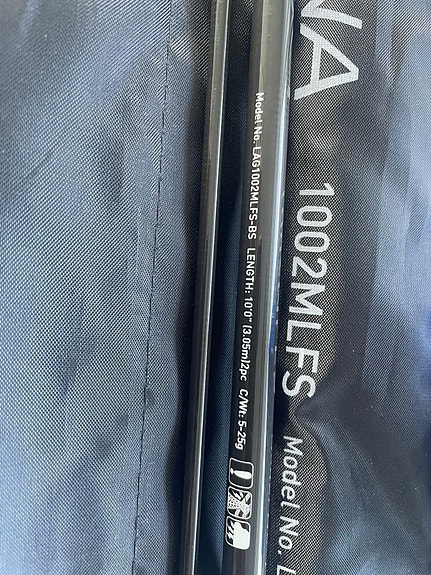 Model No. LAG1002MLFS-BS LENGTH: 10'0" (3.05m)2pc C/Wt: 5-25g
NA 1002MLFS Model No. L